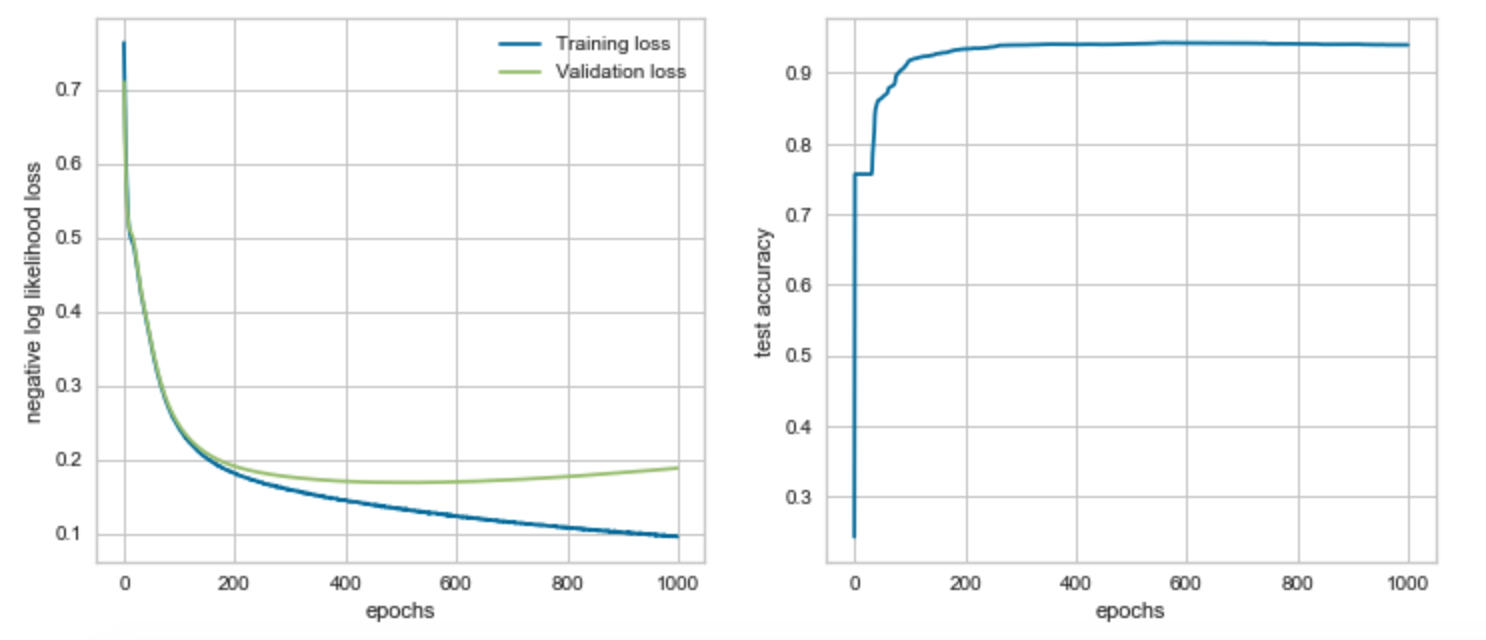 Training loss
Validation loss
0.7
0.6
0.5
0.4
0.3
0.2
0.1
0 200 400 600 800 1000
epochs
negative log likelihood loss
0.9
0.8
0.7
0.6
0.5
0.4
0.3
0 200 400 600 800 1000
epochs
test accuracy